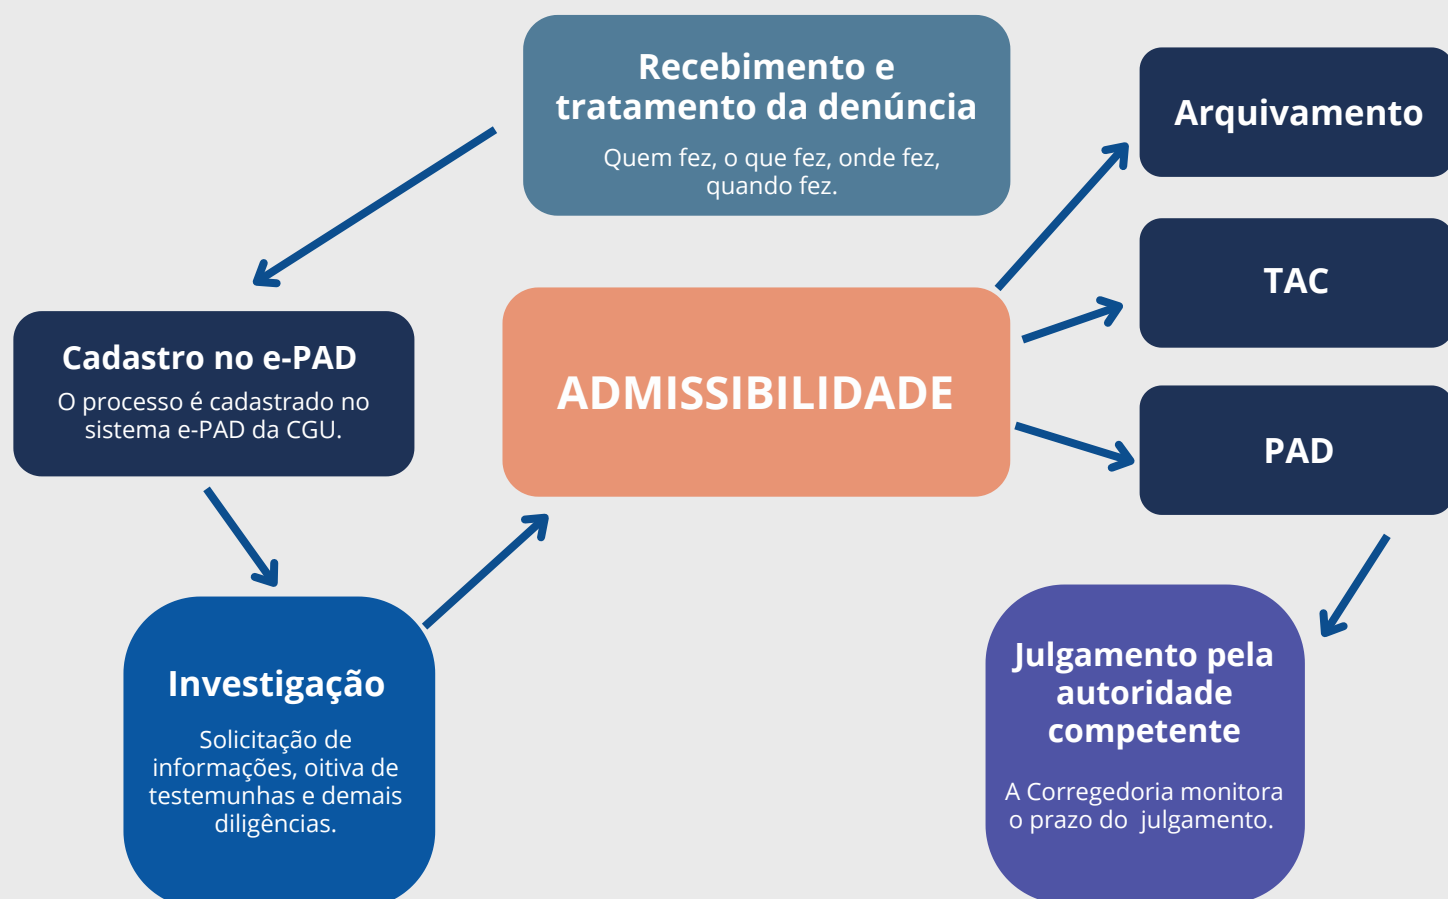 Recebimento e
tratamento da denúncia
Quem fez, o que fez, onde fez,
quando fez.
Cadastro no e-PAD
O processo é cadastrado no
sistema e-PAD da CGU.
Investigação
Solicitação de
informações, oitiva de
testemunhas e demais
diligências.
ADMISSIBILIDADE
Arquivamento
TAC
PAD
Julgamento pela
autoridade
competente
A Corregedoria monitora
o prazo do julgamento.